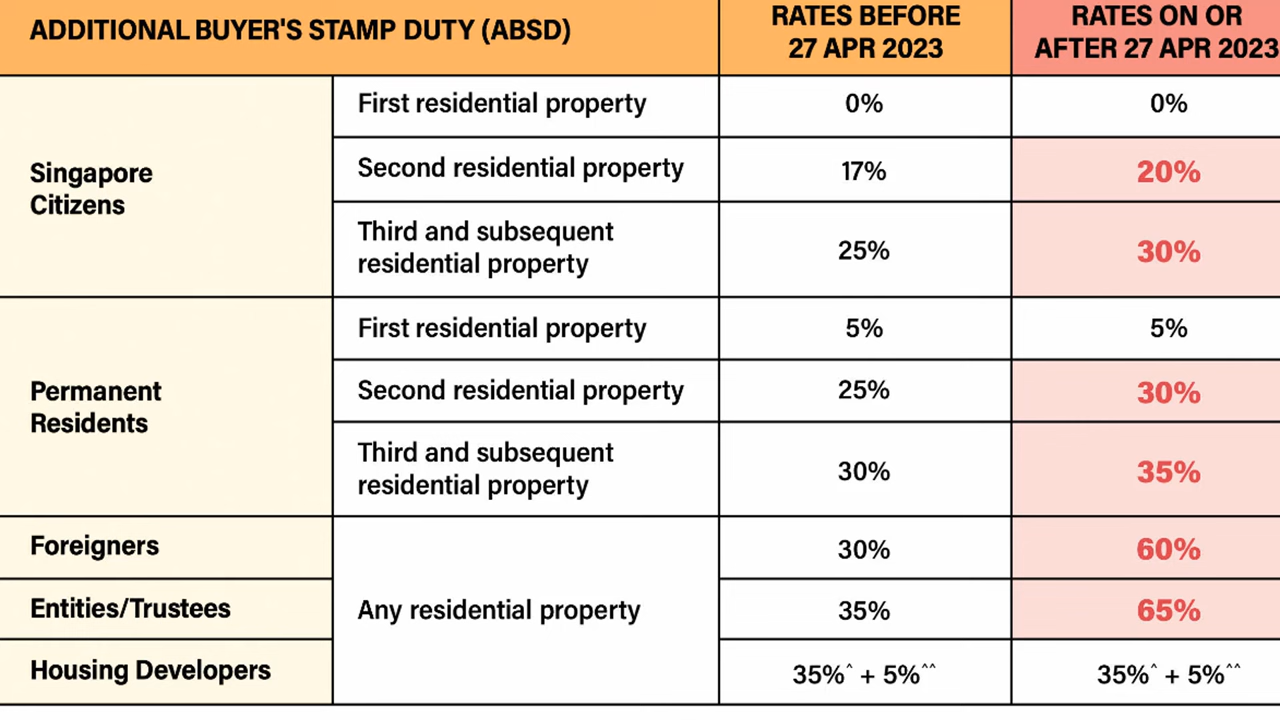 ADDITIONAL BUYER'S STAMP DUTY (ABSD)
RATES BEFORE
27 APR 2023
RATES ON OR
AFTER 27 APR 2023
Singapore
Citizens
First residential property
0%
0%
Second residential property
17%
20%
Third and subsequent
residential property
25%
30%
Permanent
Residents
First residential property
5%
5%
Second residential property
25%
30%
Third and subsequent
residential property
30%
35%
Foreigners
Any residential property
30%
60%
Entities/Trustees
35%
65%
Housing Developers
35%^ + 5%^^
35%^ + 5%^^